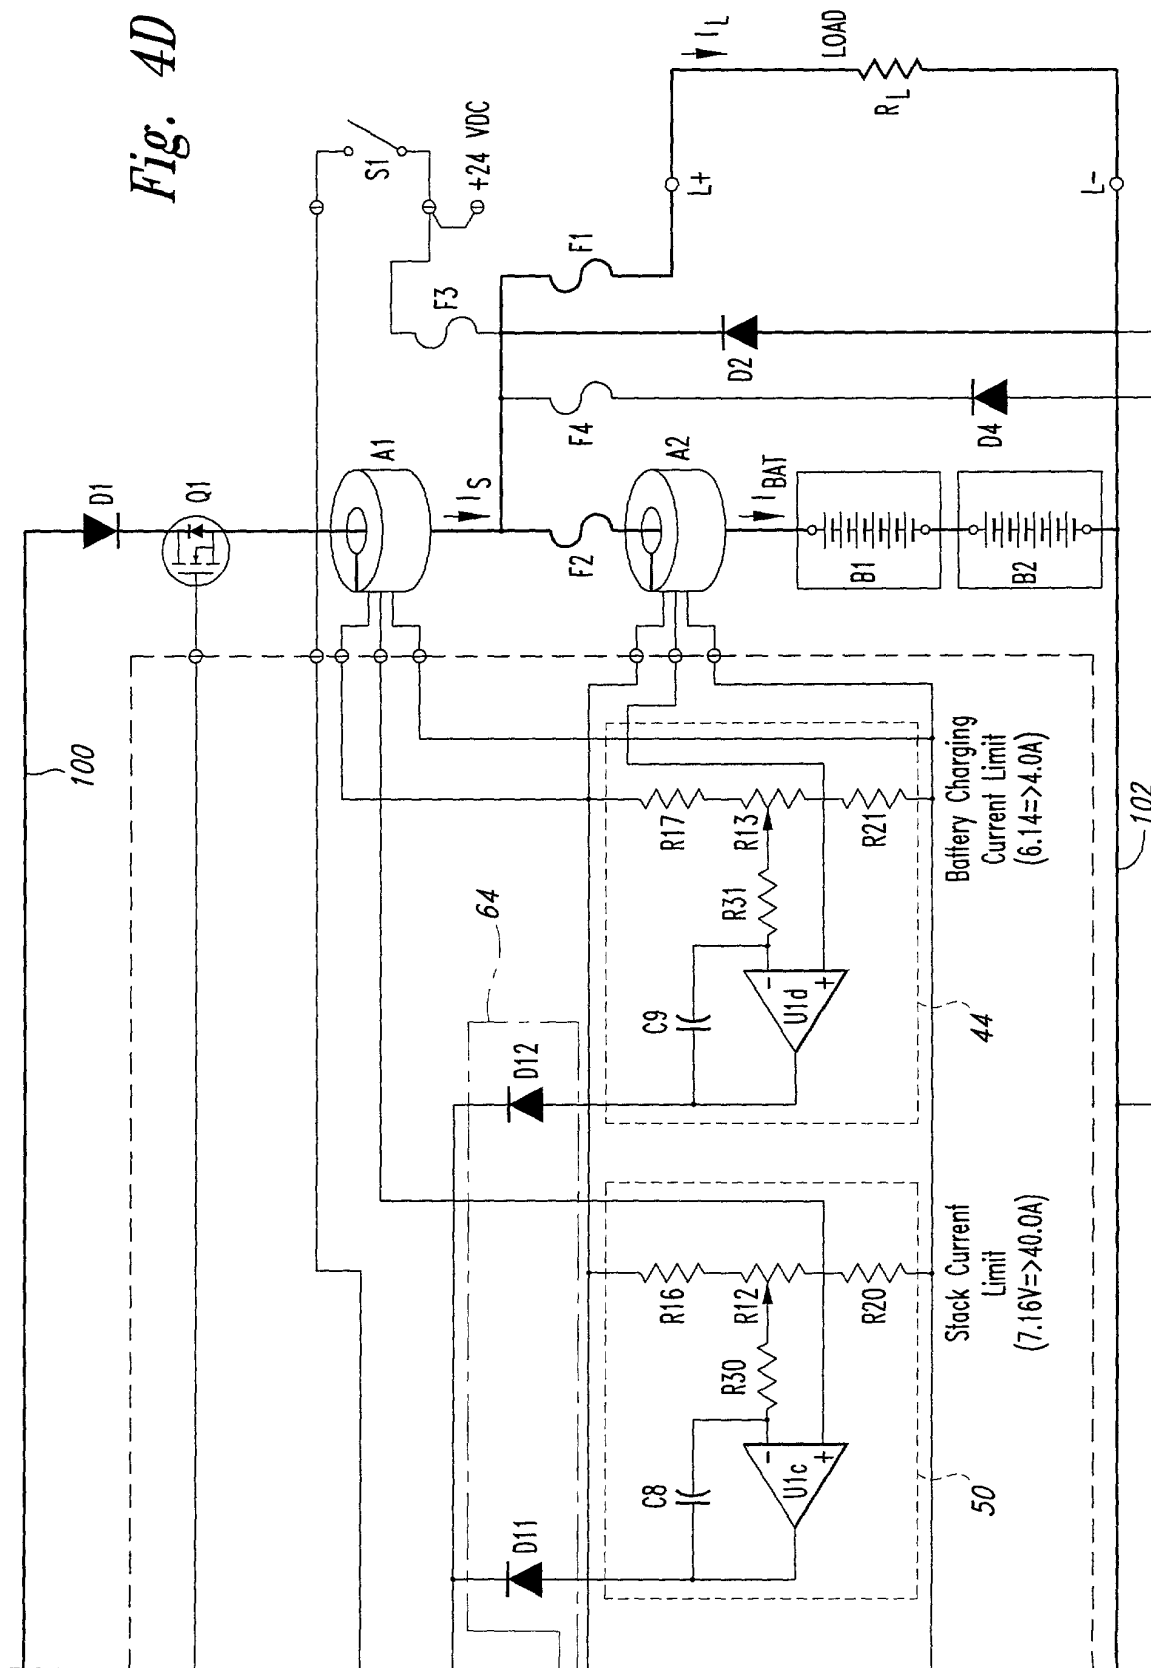 Fig. 4D
I_L
LOAD
R_L
L+
L-
S1
+24 VDC
F1
F3
D2
F4
D4
D1
Q1
A1
I_S
F2
A2
I_BAT
B1
B2
100
102
64
R17
R13
R21
R31
C9
U1d
-
+
D12
44
Battery Charging
Current Limit
(6.14=>4.0A)
R16
R12
R20
R30
C8
U1c
-
+
D11
50
Stack Current
Limit
(7.16V=>40.0A)